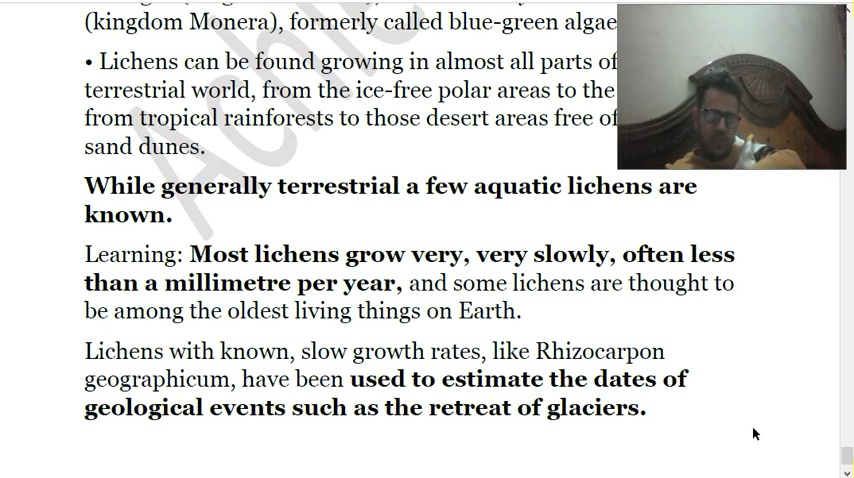 (kingdom Monera), formerly called blue-green algae
• Lichens can be found growing in almost all parts of
terrestrial world, from the ice-free polar areas to the
from tropical rainforests to those desert areas free of
sand dunes.
While generally terrestrial a few aquatic lichens are
known.
Learning: Most lichens grow very, very slowly, often less
than a millimetre per year, and some lichens are thought to
be among the oldest living things on Earth.
Lichens with known, slow growth rates, like Rhizocarpon
geographicum, have been used to estimate the dates of
geological events such as the retreat of glaciers.